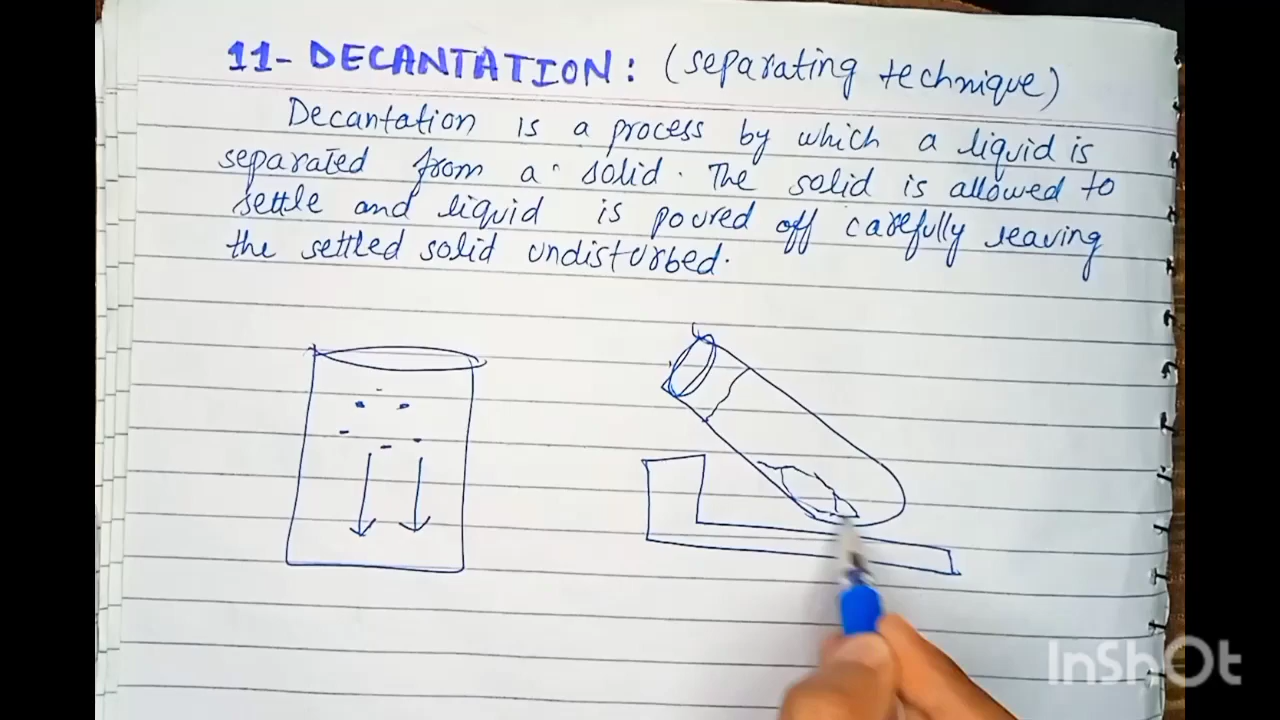 11- DECANTATION: (separating technique)
Decantation is a process by which a liquid is
separated from a solid. The solid is allowed to
settle and liquid is poured off carefully leaving
the settled solid undisturbed.
InShOt